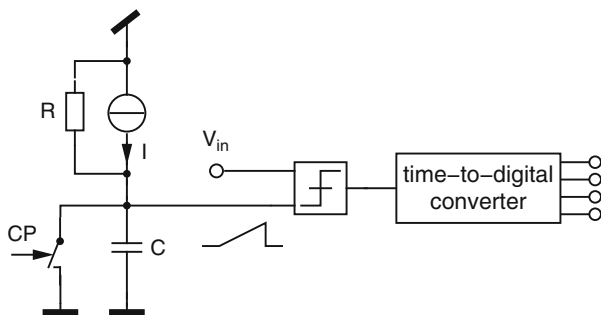 R
I
V_in
CP
C
time-to-digital
converter